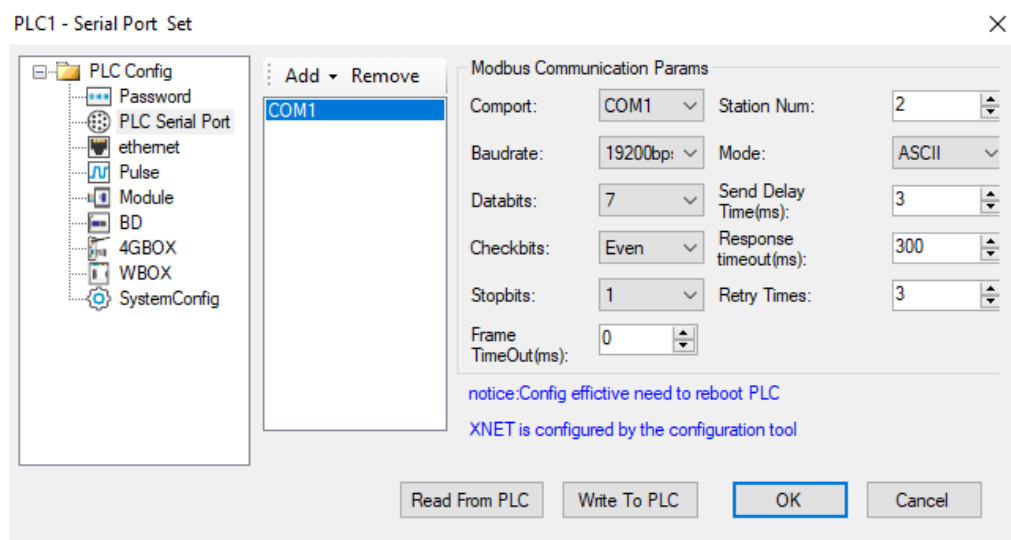 PLC1 - Serial Port Set
PLC Config
Password
PLC Serial Port
ethernet
Pulse
Module
BD
4GBOX
WBOX
SystemConfig
Add Remove
COM1
Modbus Communication Params
Comport: COM1 Station Num: 2
Baudrate: 19200bp: Mode: ASCII
Databits: 7 Send Delay
Time(ms): 3
Checkbits: Even Response
timeout(ms): 300
Stopbits: 1 Retry Times: 3
Frame
TimeOut(ms): 0
notice:Config effictive need to reboot PLC
XNET is configured by the configuration tool
Read From PLC Write To PLC OK Cancel